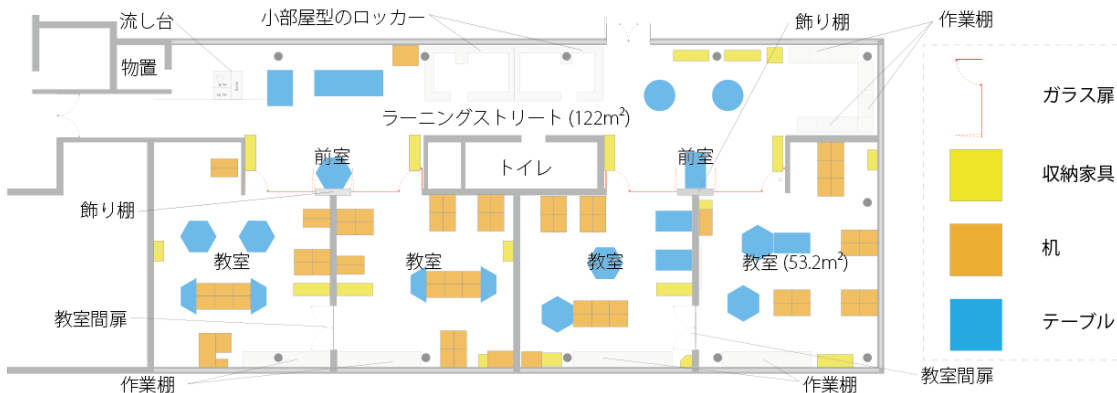 流し台
小部屋型のロッカー
飾り棚
作業棚
物置
ラーニングストリート (122m²)
前室
トイレ
前室
飾り棚
教室
教室
教室
教室 (53.2m²)
教室間扉
作業棚
作業棚
教室間扉
ガラス扉
収納家具
机
テーブル